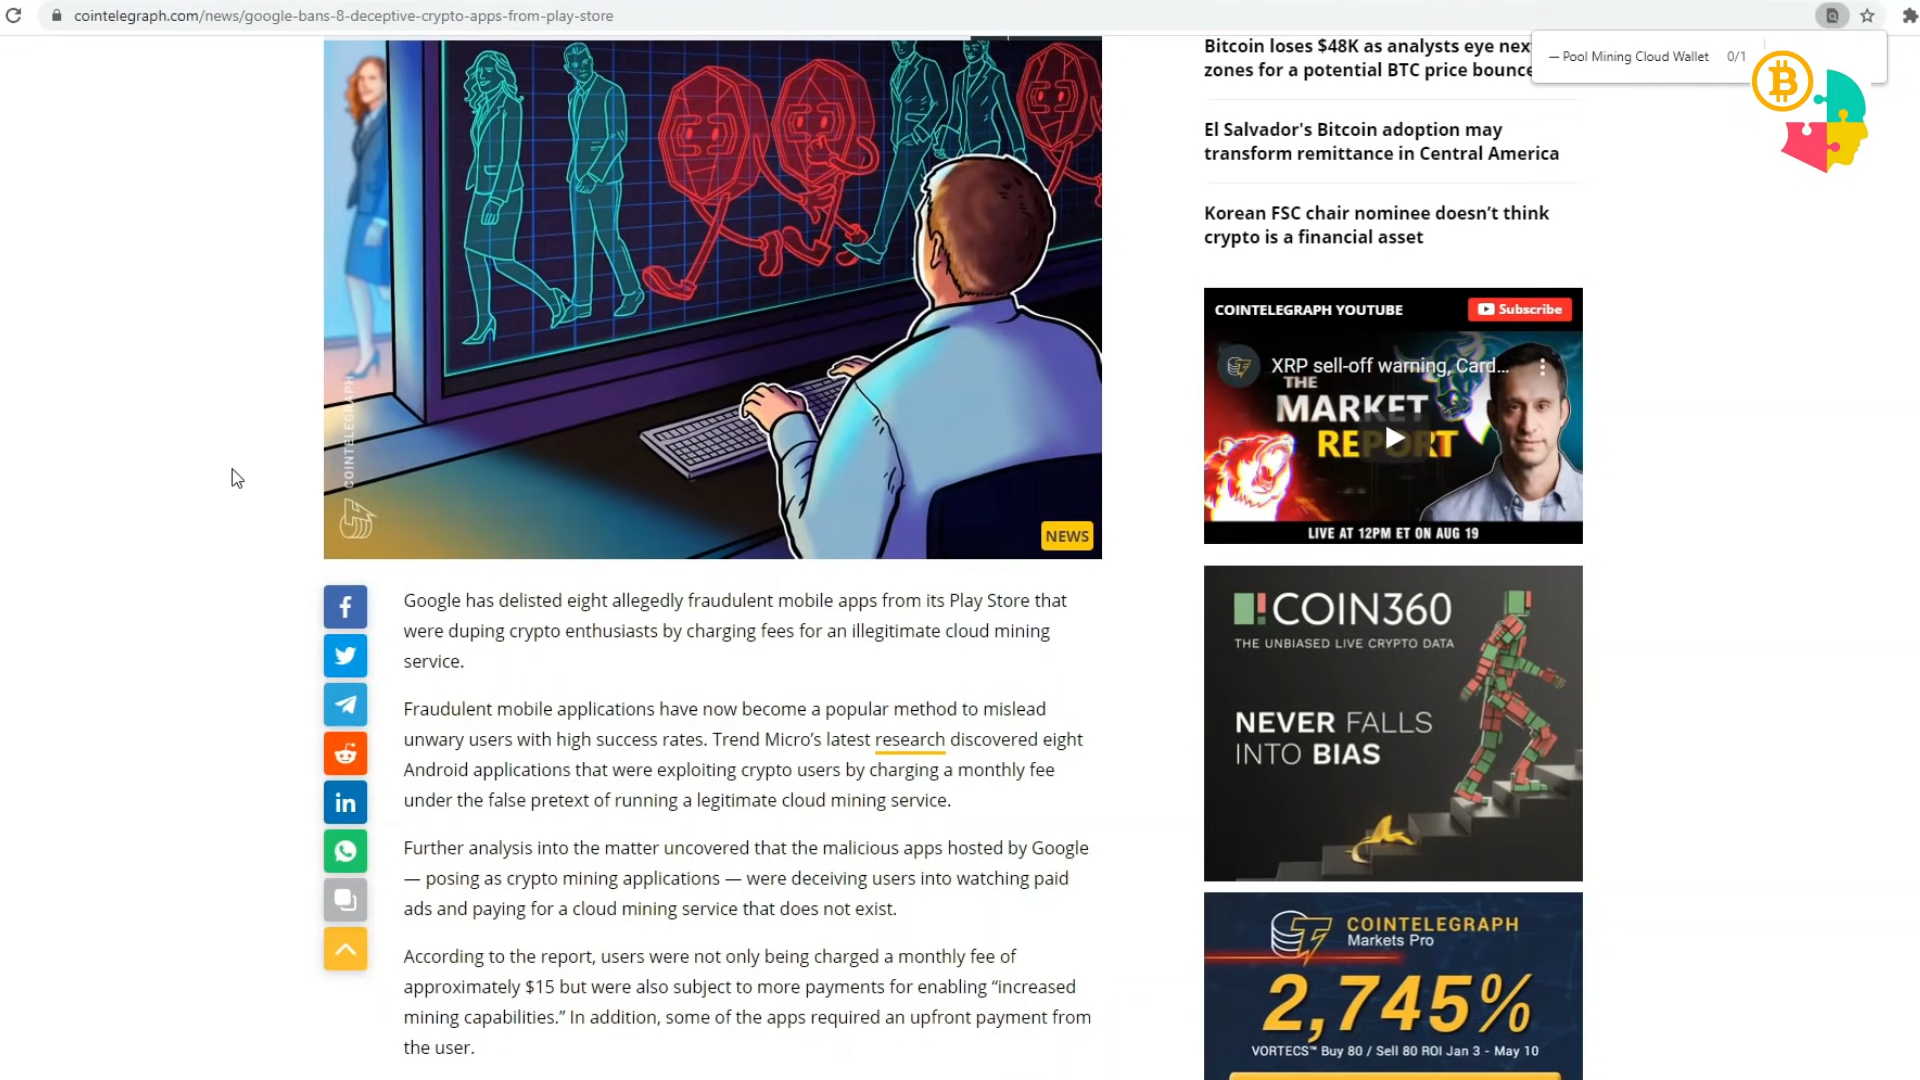 cointelegraph.com/news/google-bans-8-deceptive-crypto-apps-from-play-store
— Pool Mining Cloud Wallet 0/1
COINTELEGRAPH
NEWS
Google has delisted eight allegedly fraudulent mobile apps from its Play Store that
were duping crypto enthusiasts by charging fees for an illegitimate cloud mining
service.
Fraudulent mobile applications have now become a popular method to mislead
unwary users with high success rates. Trend Micro’s latest research discovered eight
Android applications that were exploiting crypto users by charging a monthly fee
under the false pretext of running a legitimate cloud mining service.
Further analysis into the matter uncovered that the malicious apps hosted by Google
— posing as crypto mining applications — were deceiving users into watching paid
ads and paying for a cloud mining service that does not exist.
According to the report, users were not only being charged a monthly fee of
approximately $15 but were also subject to more payments for enabling “increased
mining capabilities.” In addition, some of the apps required an upfront payment from
the user.
Bitcoin loses $48K as analysts eye
zones for a potential BTC price bounce
El Salvador's Bitcoin adoption may
transform remittance in Central America
Korean FSC chair nominee doesn’t think
crypto is a financial asset
COINTELEGRAPH YOUTUBE
Subscribe
XRP sell-off warning, Card...
THE
MARKET
REPORT
LIVE AT 12PM ET ON AUG 19
COIN360
THE UNBIASED LIVE CRYPTO DATA
NEVER FALLS
INTO BIAS
COINTELEGRAPH
Markets Pro
2,745%
VORTECS™ Buy 80 / Sell 80 ROI Jan 3 - May 10